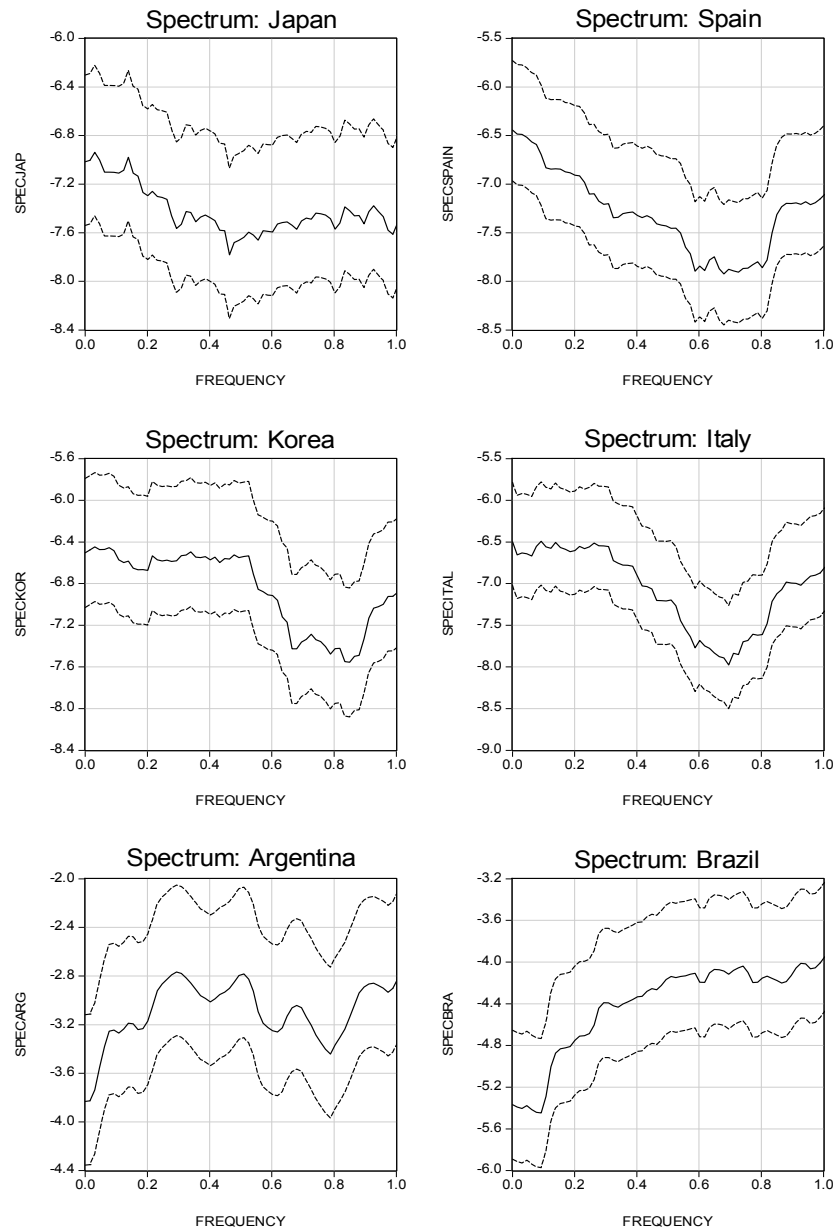 Spectrum: Japan
-6.0
-6.4
-6.8
-7.2
-7.6
-8.0
-8.4
SPECJAP
0.0 0.2 0.4 0.6 0.8 1.0
FREQUENCY
Spectrum: Spain
-5.5
-6.0
-6.5
-7.0
-7.5
-8.0
-8.5
SPECSPAIN
0.0 0.2 0.4 0.6 0.8 1.0
FREQUENCY
Spectrum: Korea
-5.6
-6.0
-6.4
-6.8
-7.2
-7.6
-8.0
-8.4
SPECKOR
0.0 0.2 0.4 0.6 0.8 1.0
FREQUENCY
Spectrum: Italy
-5.5
-6.0
-6.5
-7.0
-7.5
-8.0
-8.5
-9.0
SPECITAL
0.0 0.2 0.4 0.6 0.8 1.0
FREQUENCY
Spectrum: Argentina
-2.0
-2.4
-2.8
-3.2
-3.6
-4.0
-4.4
SPECARG
0.0 0.2 0.4 0.6 0.8 1.0
FREQUENCY
Spectrum: Brazil
-3.2
-3.6
-4.0
-4.4
-4.8
-5.2
-5.6
-6.0
SPECBRA
0.0 0.2 0.4 0.6 0.8 1.0
FREQUENCY